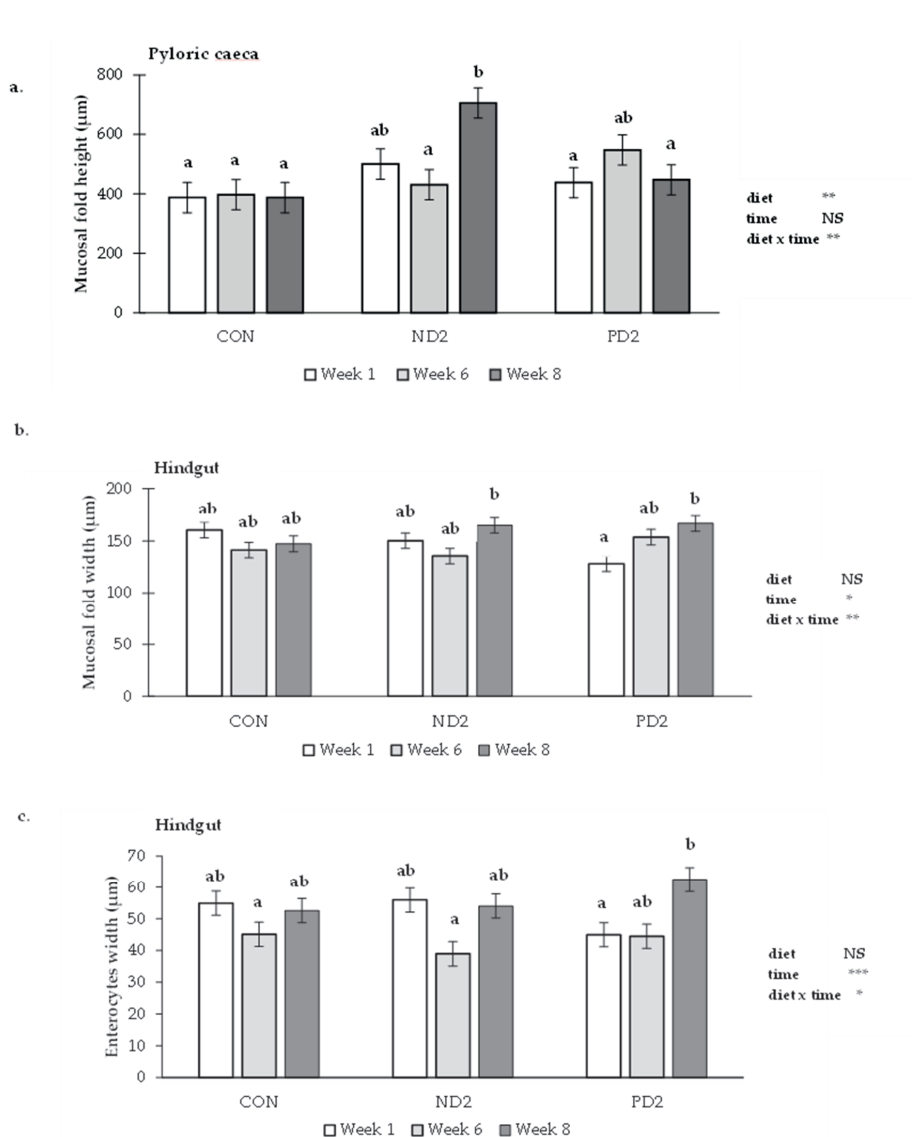 a.
Pyloric caeca
Mucosal fold height (µm)
800
600
400
200
0
a a a
ab a b
a ab a
CON ND2 PD2
Week 1 Week 6 Week 8
diet **
time NS
diet x time **
b.
Hindgut
Mucosal fold width (µm)
200
150
100
50
0
ab ab ab
ab ab b
a ab b
CON ND2 PD2
Week 1 Week 6 Week 8
diet NS
time *
diet x time **
c.
Hindgut
Enterocytes width (µm)
70
60
50
40
30
20
10
0
ab a ab
ab a ab
a ab b
CON ND2 PD2
Week 1 Week 6 Week 8
diet NS
time ***
diet x time *